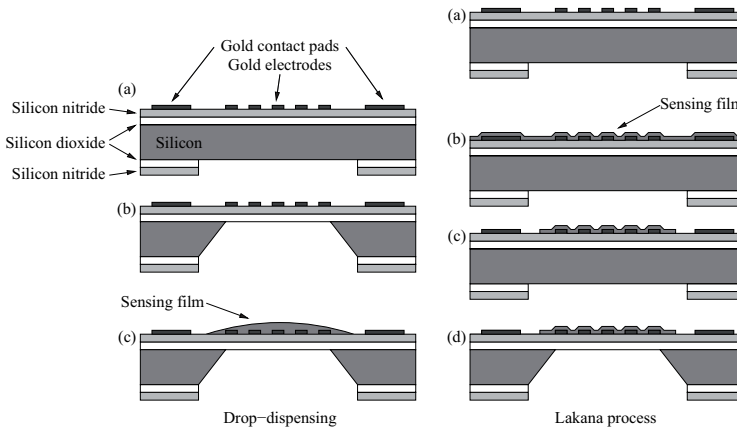 Gold contact pads
Gold electrodes
(a)
Silicon nitride
Silicon dioxide
Silicon
Silicon nitride
(b)
Sensing film
(c)
Drop−dispensing
(a)
Sensing film
(b)
(c)
(d)
Lakana process